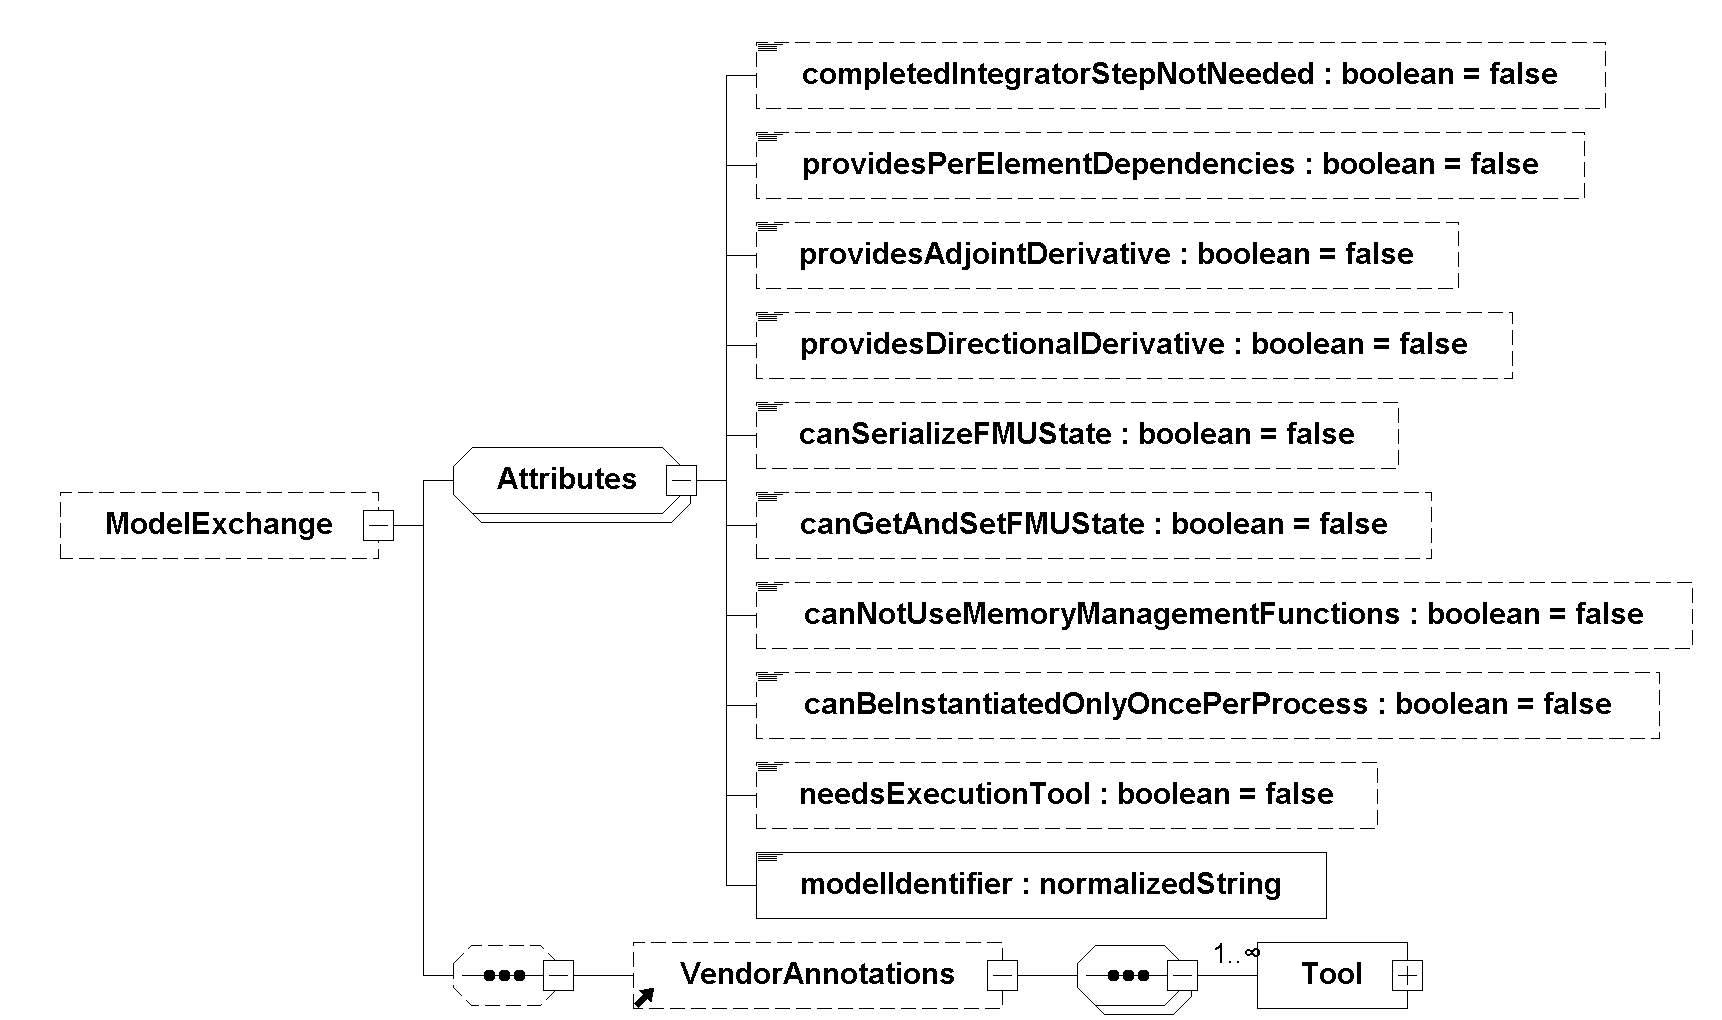 completedIntegratorStepNotNeeded : boolean = false
providesPerElementDependencies : boolean = false
providesAdjointDerivative : boolean = false
providesDirectionalDerivative : boolean = false
canSerializeFMUState : boolean = false
Attributes
ModelExchange
canGetAndSetFMUState : boolean = false
canNotUseMemoryManagementFunctions : boolean = false
canBeInstantiatedOnlyOncePerProcess : boolean = false
needsExecutionTool : boolean = false
modelIdentifier : normalizedString
VendorAnnotations
1..∞
Tool